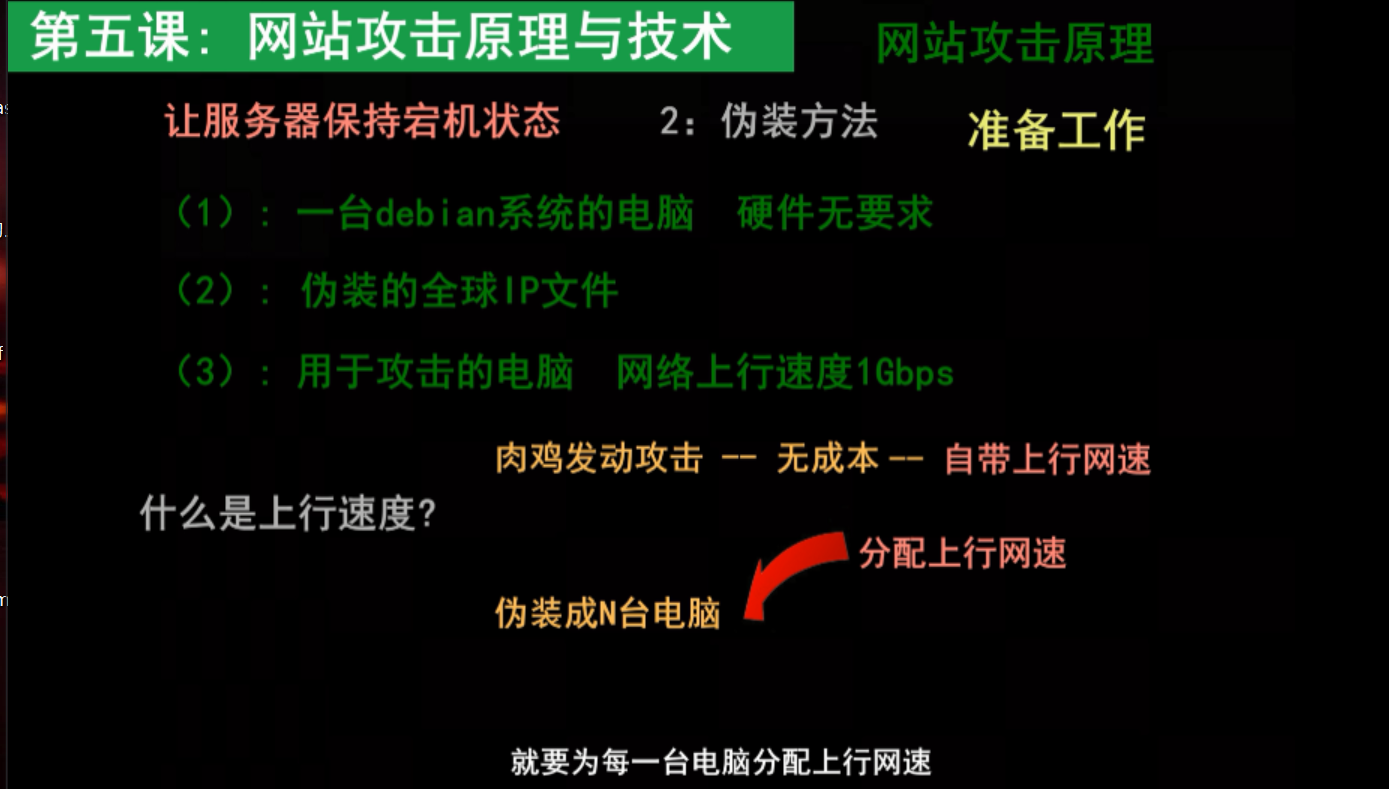 第五课：网站攻击原理与技术
网站攻击原理
让服务器保持宕机状态 2：伪装方法 准备工作
（1）：一台debian系统的电脑 硬件无要求
（2）：伪装的全球IP文件
（3）：用于攻击的电脑 网络上行速度1Gbps
肉鸡发动攻击 -- 无成本 -- 自带上行网速
什么是上行速度?
分配上行网速
伪装成N台电脑
就要为每一台电脑分配上行网速